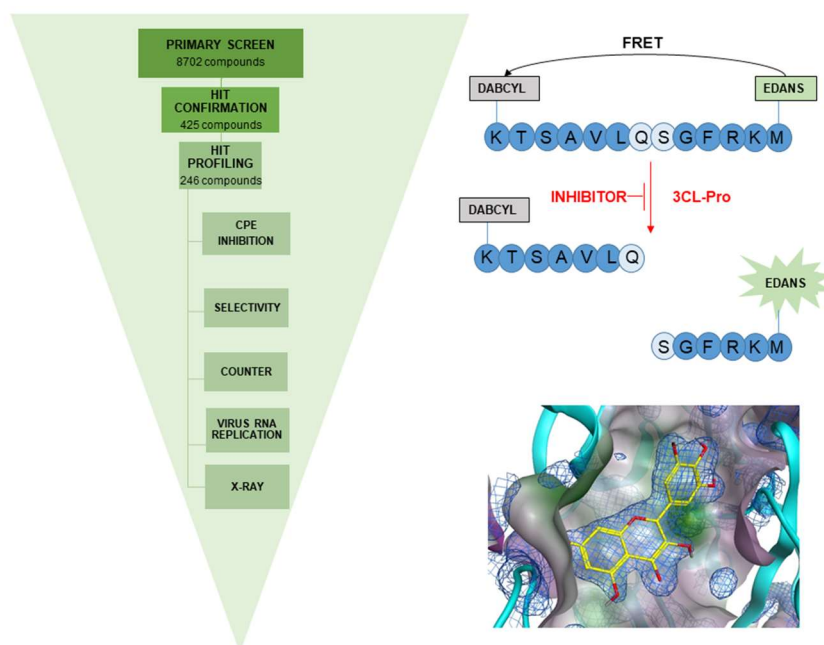 PRIMARY SCREEN
8702 compounds
HIT
CONFIRMATION
425 compounds
HIT
PROFILING
246 compounds
CPE
INHIBITION
SELECTIVITY
COUNTER
VIRUS RNA
REPLICATION
X-RAY
FRET
DABCYL
EDANS
K T S A V L Q S G F R K M
INHIBITOR
3CL-Pro
DABCYL
K T S A V L Q
EDANS
S G F R K M